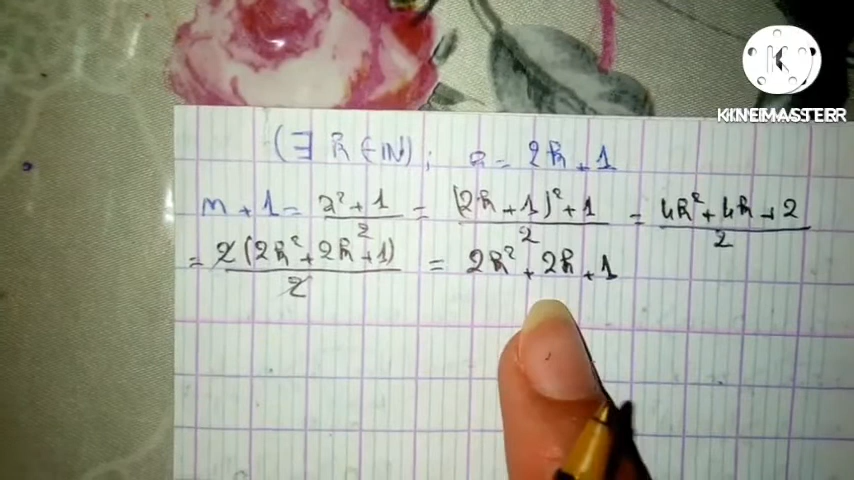 KINEMASTER
(∃ k ∈ ℕ) ; a = 2k + 1
m + 1 = (a² + 1)/2 = ((2k + 1)² + 1)/2 = (4k² + 4k + 2)/2
= 2(2k² + 2k + 1)/2 = 2k² + 2k + 1